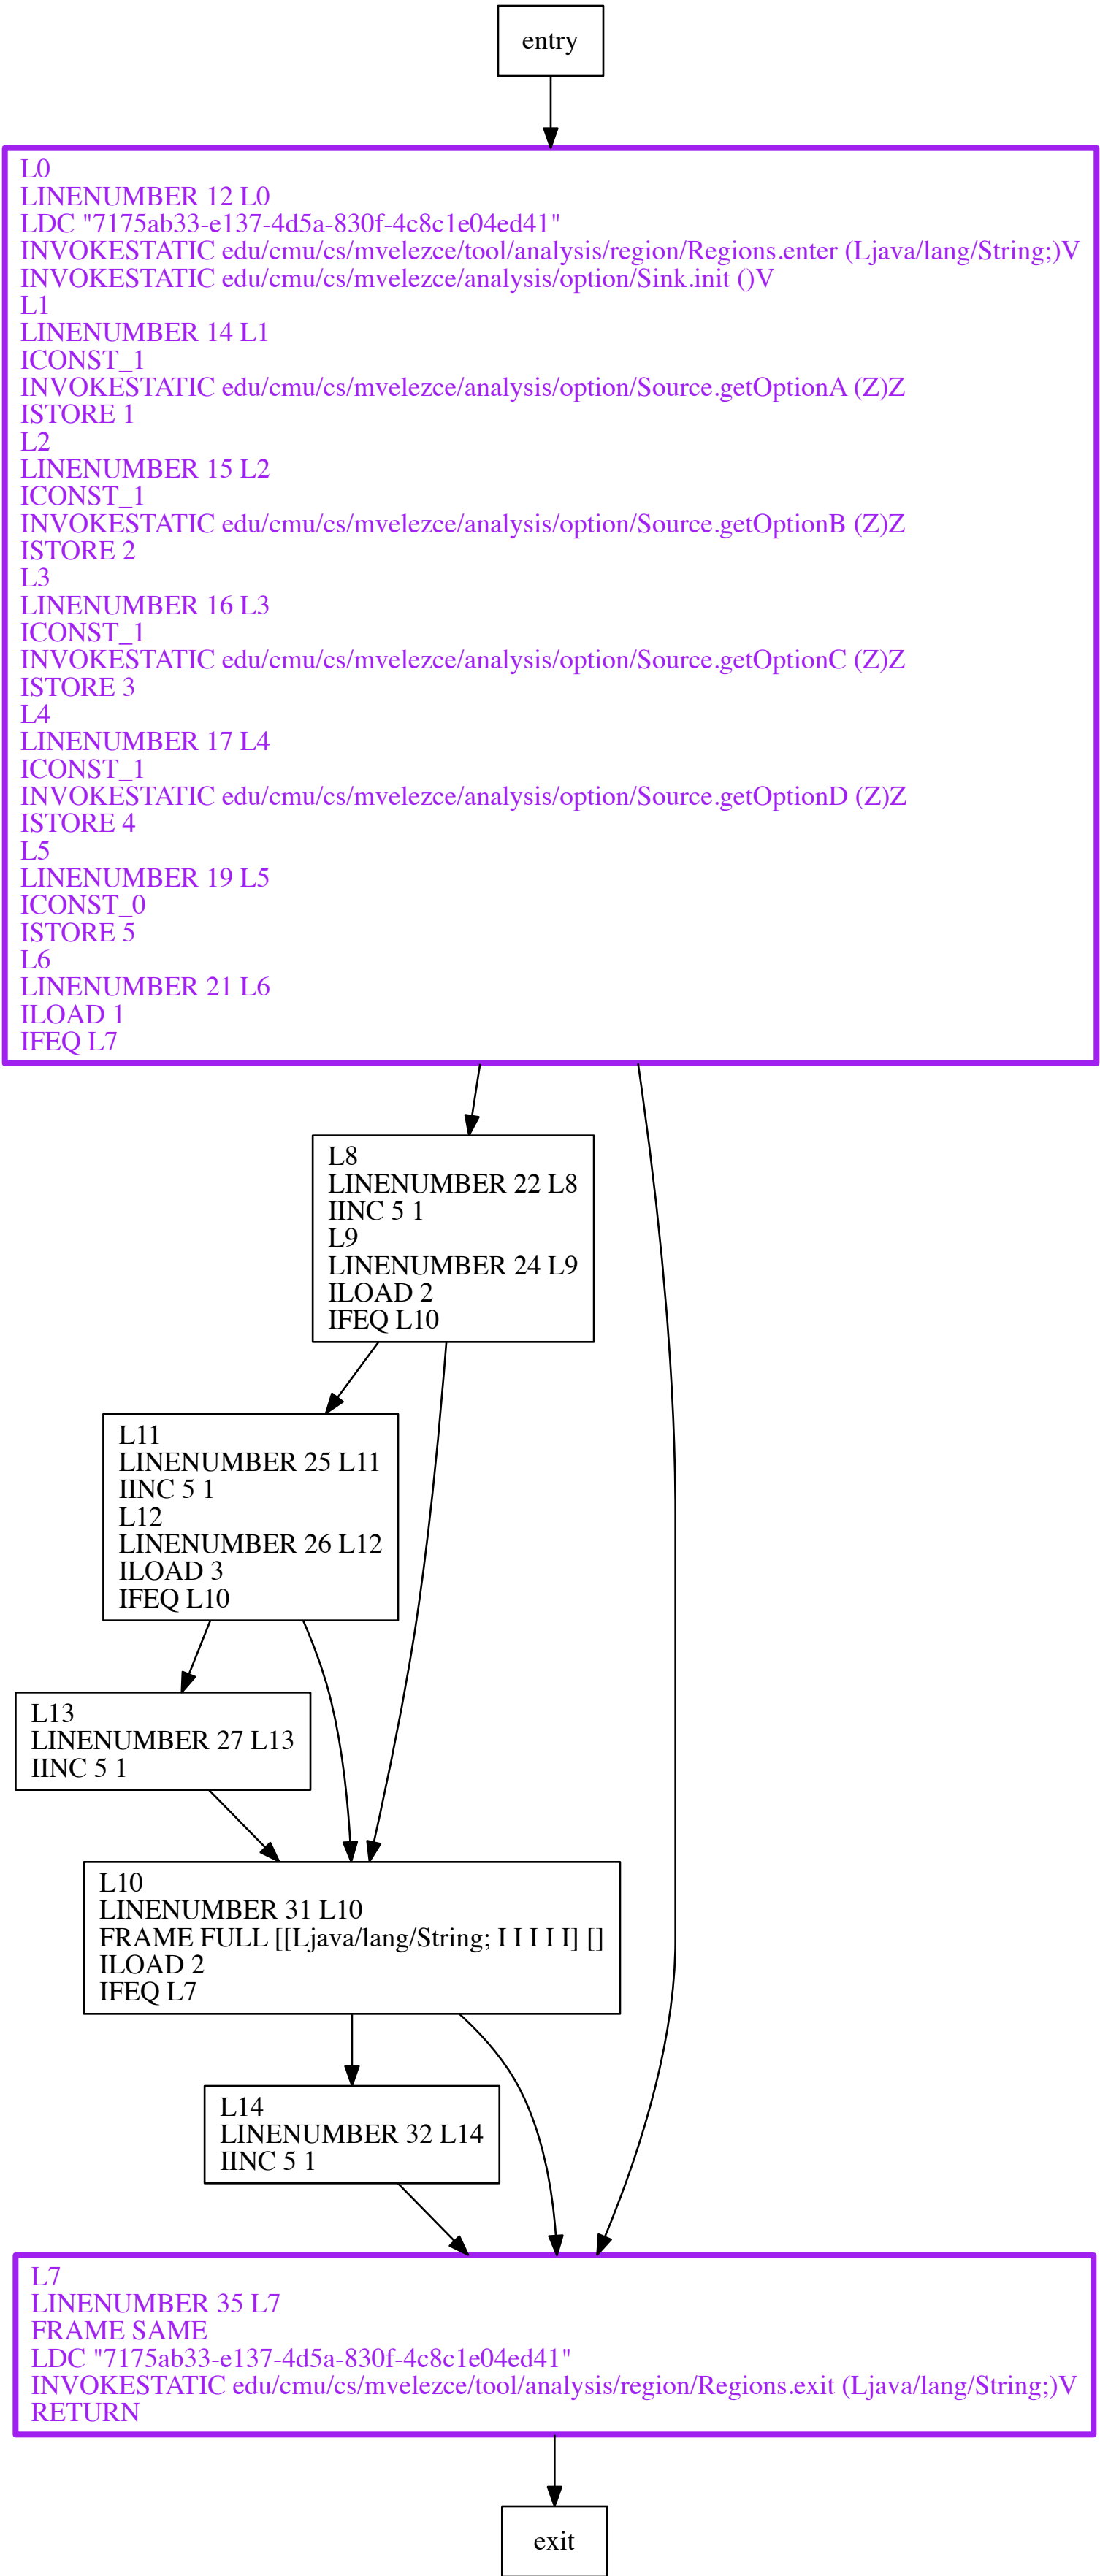 entry
L0
LINENUMBER 12 L0
LDC "7175ab33-e137-4d5a-830f-4c8c1e04ed41"
INVOKESTATIC edu/cmu/cs/mvelezce/tool/analysis/region/Regions.enter (Ljava/lang/String;)V
INVOKESTATIC edu/cmu/cs/mvelezce/analysis/option/Sink.init ()V
L1
LINENUMBER 14 L1
ICONST_1
INVOKESTATIC edu/cmu/cs/mvelezce/analysis/option/Source.getOptionA (Z)Z
ISTORE 1
L2
LINENUMBER 15 L2
ICONST_1
INVOKESTATIC edu/cmu/cs/mvelezce/analysis/option/Source.getOptionB (Z)Z
ISTORE 2
L3
LINENUMBER 16 L3
ICONST_1
INVOKESTATIC edu/cmu/cs/mvelezce/analysis/option/Source.getOptionC (Z)Z
ISTORE 3
L4
LINENUMBER 17 L4
ICONST_1
INVOKESTATIC edu/cmu/cs/mvelezce/analysis/option/Source.getOptionD (Z)Z
ISTORE 4
L5
LINENUMBER 19 L5
ICONST_0
ISTORE 5
L6
LINENUMBER 21 L6
ILOAD 1
IFEQ L7
L8
LINENUMBER 22 L8
IINC 5 1
L9
LINENUMBER 24 L9
ILOAD 2
IFEQ L10
L11
LINENUMBER 25 L11
IINC 5 1
L12
LINENUMBER 26 L12
ILOAD 3
IFEQ L10
L13
LINENUMBER 27 L13
IINC 5 1
L10
LINENUMBER 31 L10
FRAME FULL [[Ljava/lang/String; I I I I I] []
ILOAD 2
IFEQ L7
L14
LINENUMBER 32 L14
IINC 5 1
L7
LINENUMBER 35 L7
FRAME SAME
LDC "7175ab33-e137-4d5a-830f-4c8c1e04ed41"
INVOKESTATIC edu/cmu/cs/mvelezce/tool/analysis/region/Regions.exit (Ljava/lang/String;)V
RETURN
exit